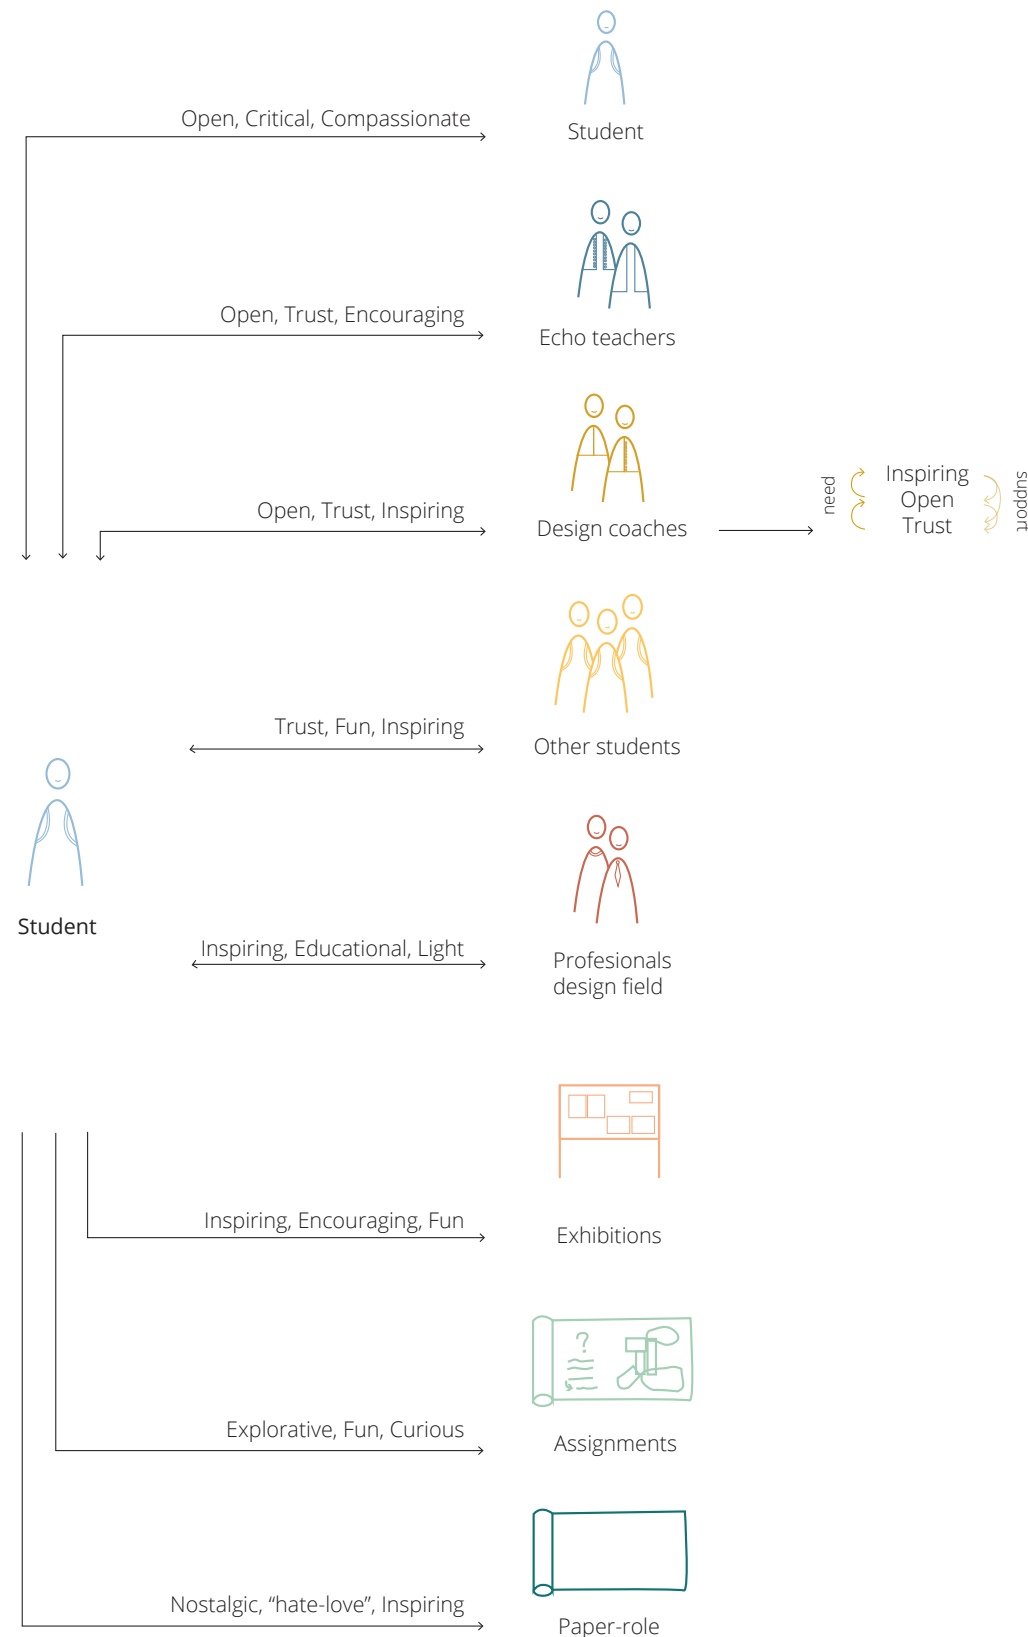 Open, Critical, Compassionate
Student
Open, Trust, Encouraging
Echo teachers
Open, Trust, Inspiring
Design coaches
need
Inspiring
Open
Trust
support
Trust, Fun, Inspiring
Other students
Student
Inspiring, Educational, Light
Profesionals
design field
Inspiring, Encouraging, Fun
Exhibitions
?
Explorative, Fun, Curious
Assignments
Nostalgic, “hate-love”, Inspiring
Paper-role